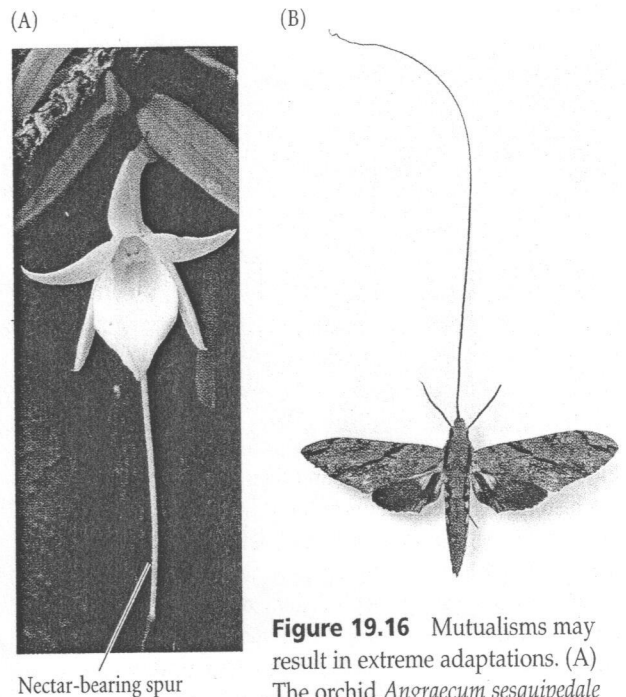 (A)
(B)
Nectar-bearing spur
Figure 19.16 Mutualisms may
result in extreme adaptations. (A)
The orchid Angraecum sesquipedale